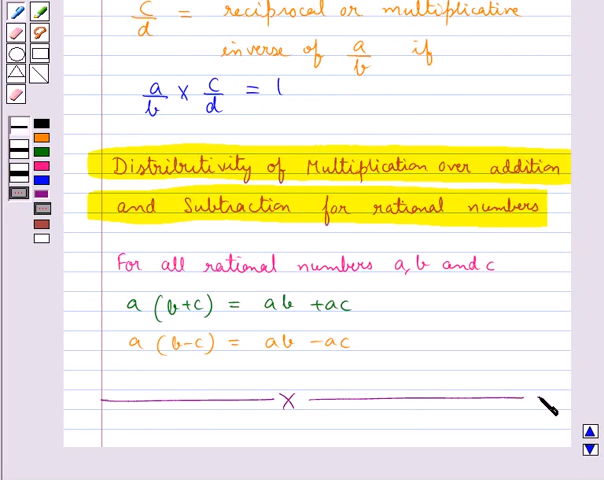 c/d = reciprocal or multiplicative
inverse of a/b if
a/b × c/d = 1
Distributivity of Multiplication over addition
and Subtraction for rational numbers
For all rational numbers a, b and c
a (b+c) = ab +ac
a (b-c) = ab -ac
x